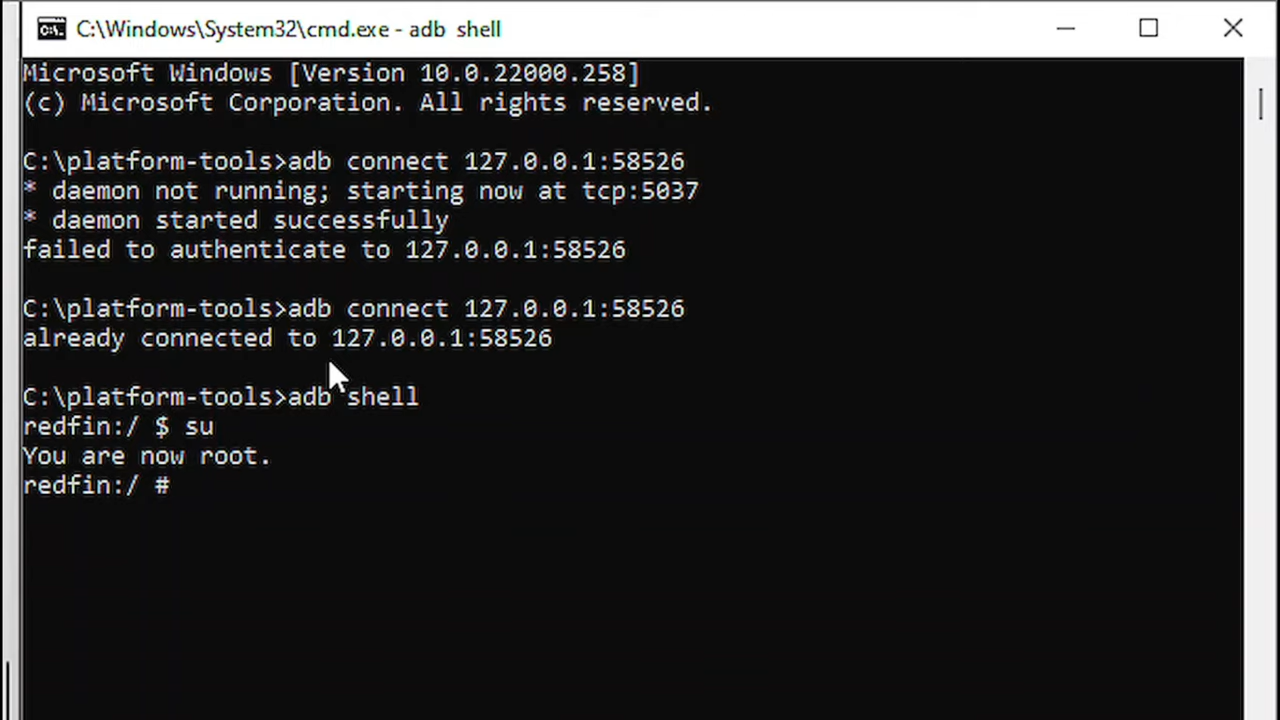 C:\Windows\System32\cmd.exe - adb  shell
Microsoft Windows [Version 10.0.22000.258]
(c) Microsoft Corporation. All rights reserved.
C:\platform-tools>adb connect 127.0.0.1:58526
* daemon not running; starting now at tcp:5037
* daemon started successfully
failed to authenticate to 127.0.0.1:58526
C:\platform-tools>adb connect 127.0.0.1:58526
already connected to 127.0.0.1:58526
C:\platform-tools>adb shell
redfin:/ $ su
You are now root.
redfin:/ #